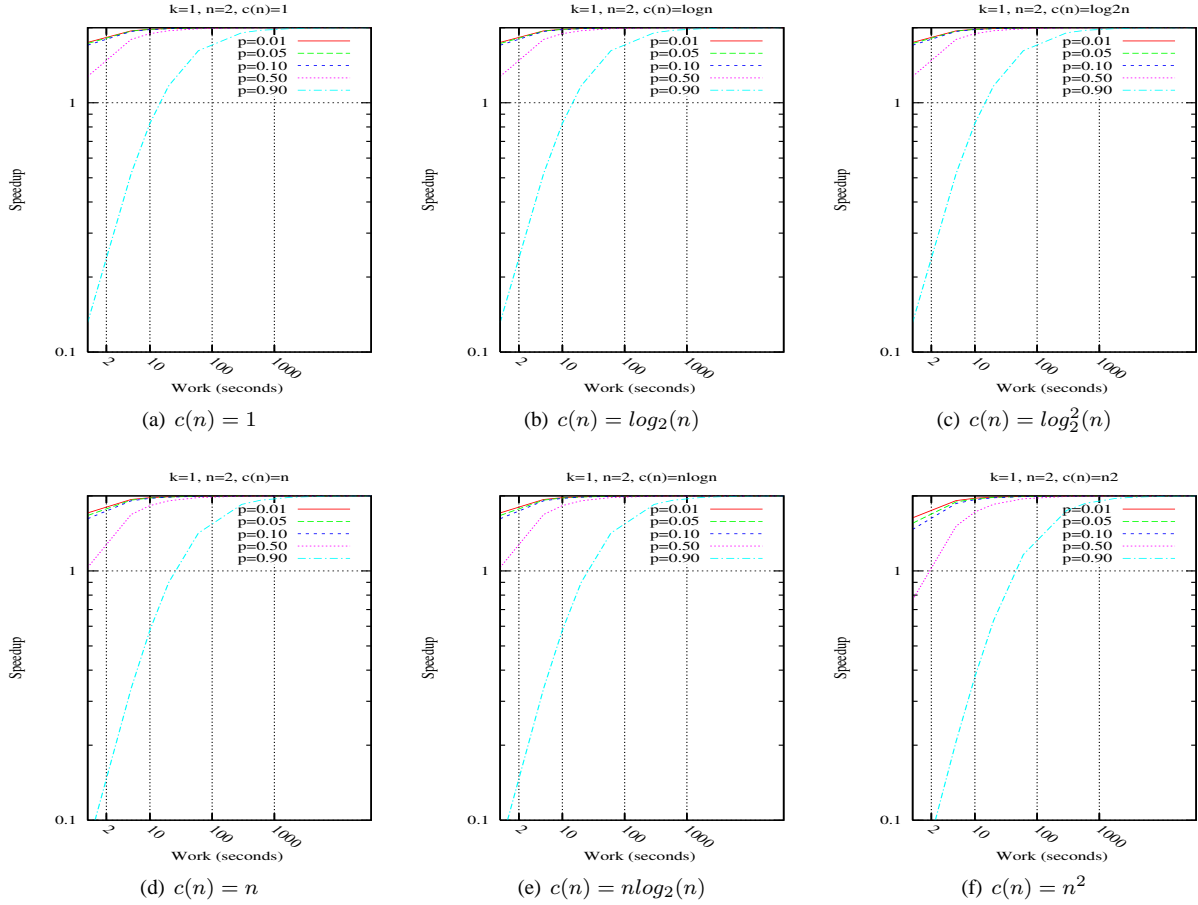 k=1, n=2, c(n)=1
p=0.01
p=0.05
p=0.10
p=0.50
p=0.90
1
0.1
Speedup
2
10
100
1000
Work (seconds)
(a) c(n) = 1
k=1, n=2, c(n)=logn
p=0.01
p=0.05
p=0.10
p=0.50
p=0.90
1
0.1
Speedup
2
10
100
1000
Work (seconds)
(b) c(n) = log₂(n)
k=1, n=2, c(n)=log2n
p=0.01
p=0.05
p=0.10
p=0.50
p=0.90
1
0.1
Speedup
2
10
100
1000
Work (seconds)
(c) c(n) = log₂²(n)
k=1, n=2, c(n)=n
p=0.01
p=0.05
p=0.10
p=0.50
p=0.90
1
0.1
Speedup
2
10
100
1000
Work (seconds)
(d) c(n) = n
k=1, n=2, c(n)=nlogn
p=0.01
p=0.05
p=0.10
p=0.50
p=0.90
1
0.1
Speedup
2
10
100
1000
Work (seconds)
(e) c(n) = nlog₂(n)
k=1, n=2, c(n)=n2
p=0.01
p=0.05
p=0.10
p=0.50
p=0.90
1
0.1
Speedup
2
10
100
1000
Work (seconds)
(f) c(n) = n²